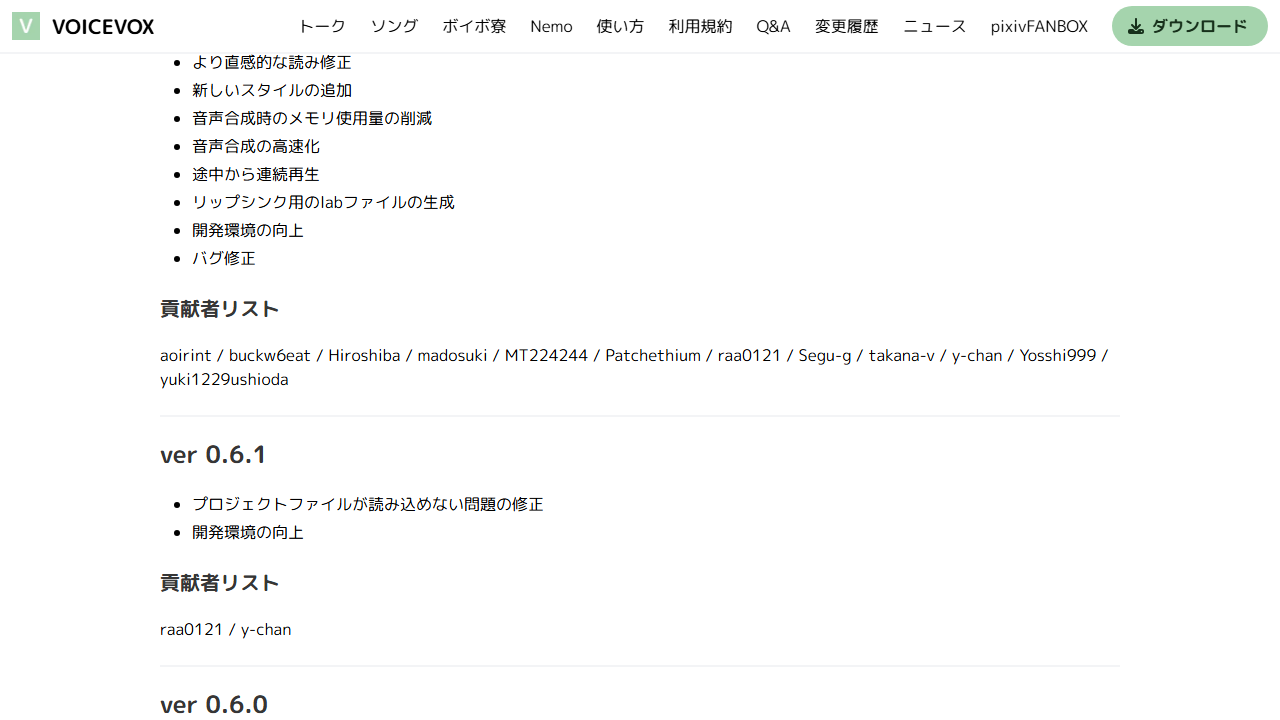 V VOICEVOX トーク ソング ボイボ寮 Nemo 使い方 利用規約 Q&A 変更履歴 ニュース pixivFANBOX ダウンロード
より直感的な読み修正
新しいスタイルの追加
音声合成時のメモリ使用量の削減
音声合成の高速化
途中から連続再生
リップシンク用のlabファイルの生成
開発環境の向上
バグ修正
貢献者リスト
aoirint / buckw6eat / Hiroshiba / madosuki / MT224244 / Patchethium / raa0121 / Segu-g / takana-v / y-chan / Yosshi999 /
yuki1229ushioda
ver 0.6.1
プロジェクトファイルが読み込めない問題の修正
開発環境の向上
貢献者リスト
raa0121 / y-chan
ver 0.6.0